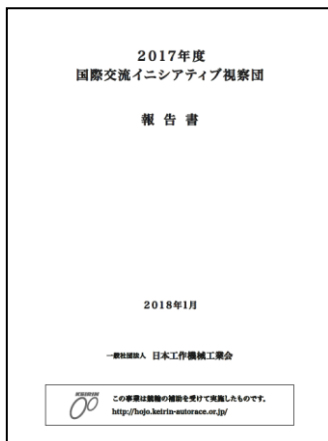 2017年度
国際交流イニシアティブ視察団
報告書
2018年1月
一般社団法人 日本工作機械工業会
KEIRIN
この事業は競輪の補助を受けて実施したものです。
http://hojo.keirin-autorace.or.jp/